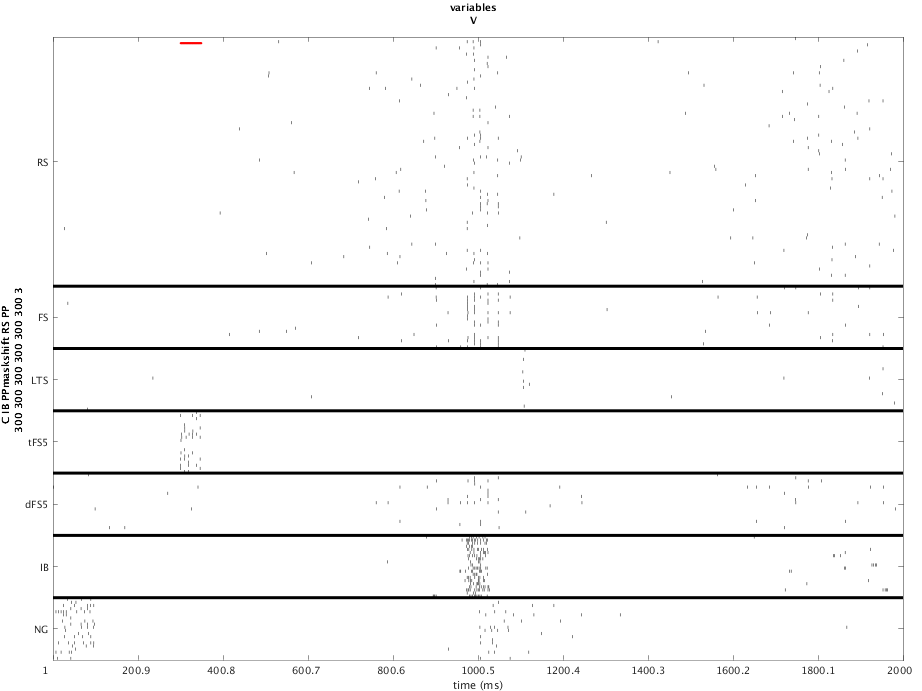 variables
V
C IB PPmaskshift RS PP
300 300 300 300 300 300 3
RS
FS
LTS
tFS5
dFS5
IB
NG
1 200.9 400.8 600.7 800.6 1000.5 1200.4 1400.3 1600.2 1800.1 2000
time (ms)